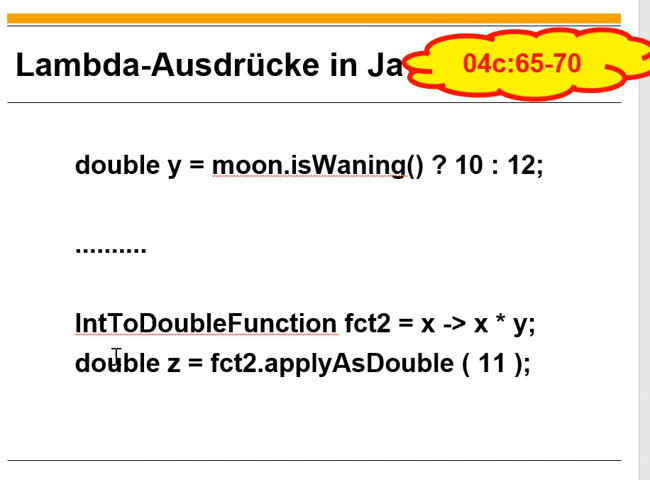 Lambda-Ausdrücke in Ja
04c:65-70
double y = moon.isWaning() ? 10 : 12;
..........
IntToDoubleFunction fct2 = x -> x * y;
double z = fct2.applyAsDouble ( 11 );